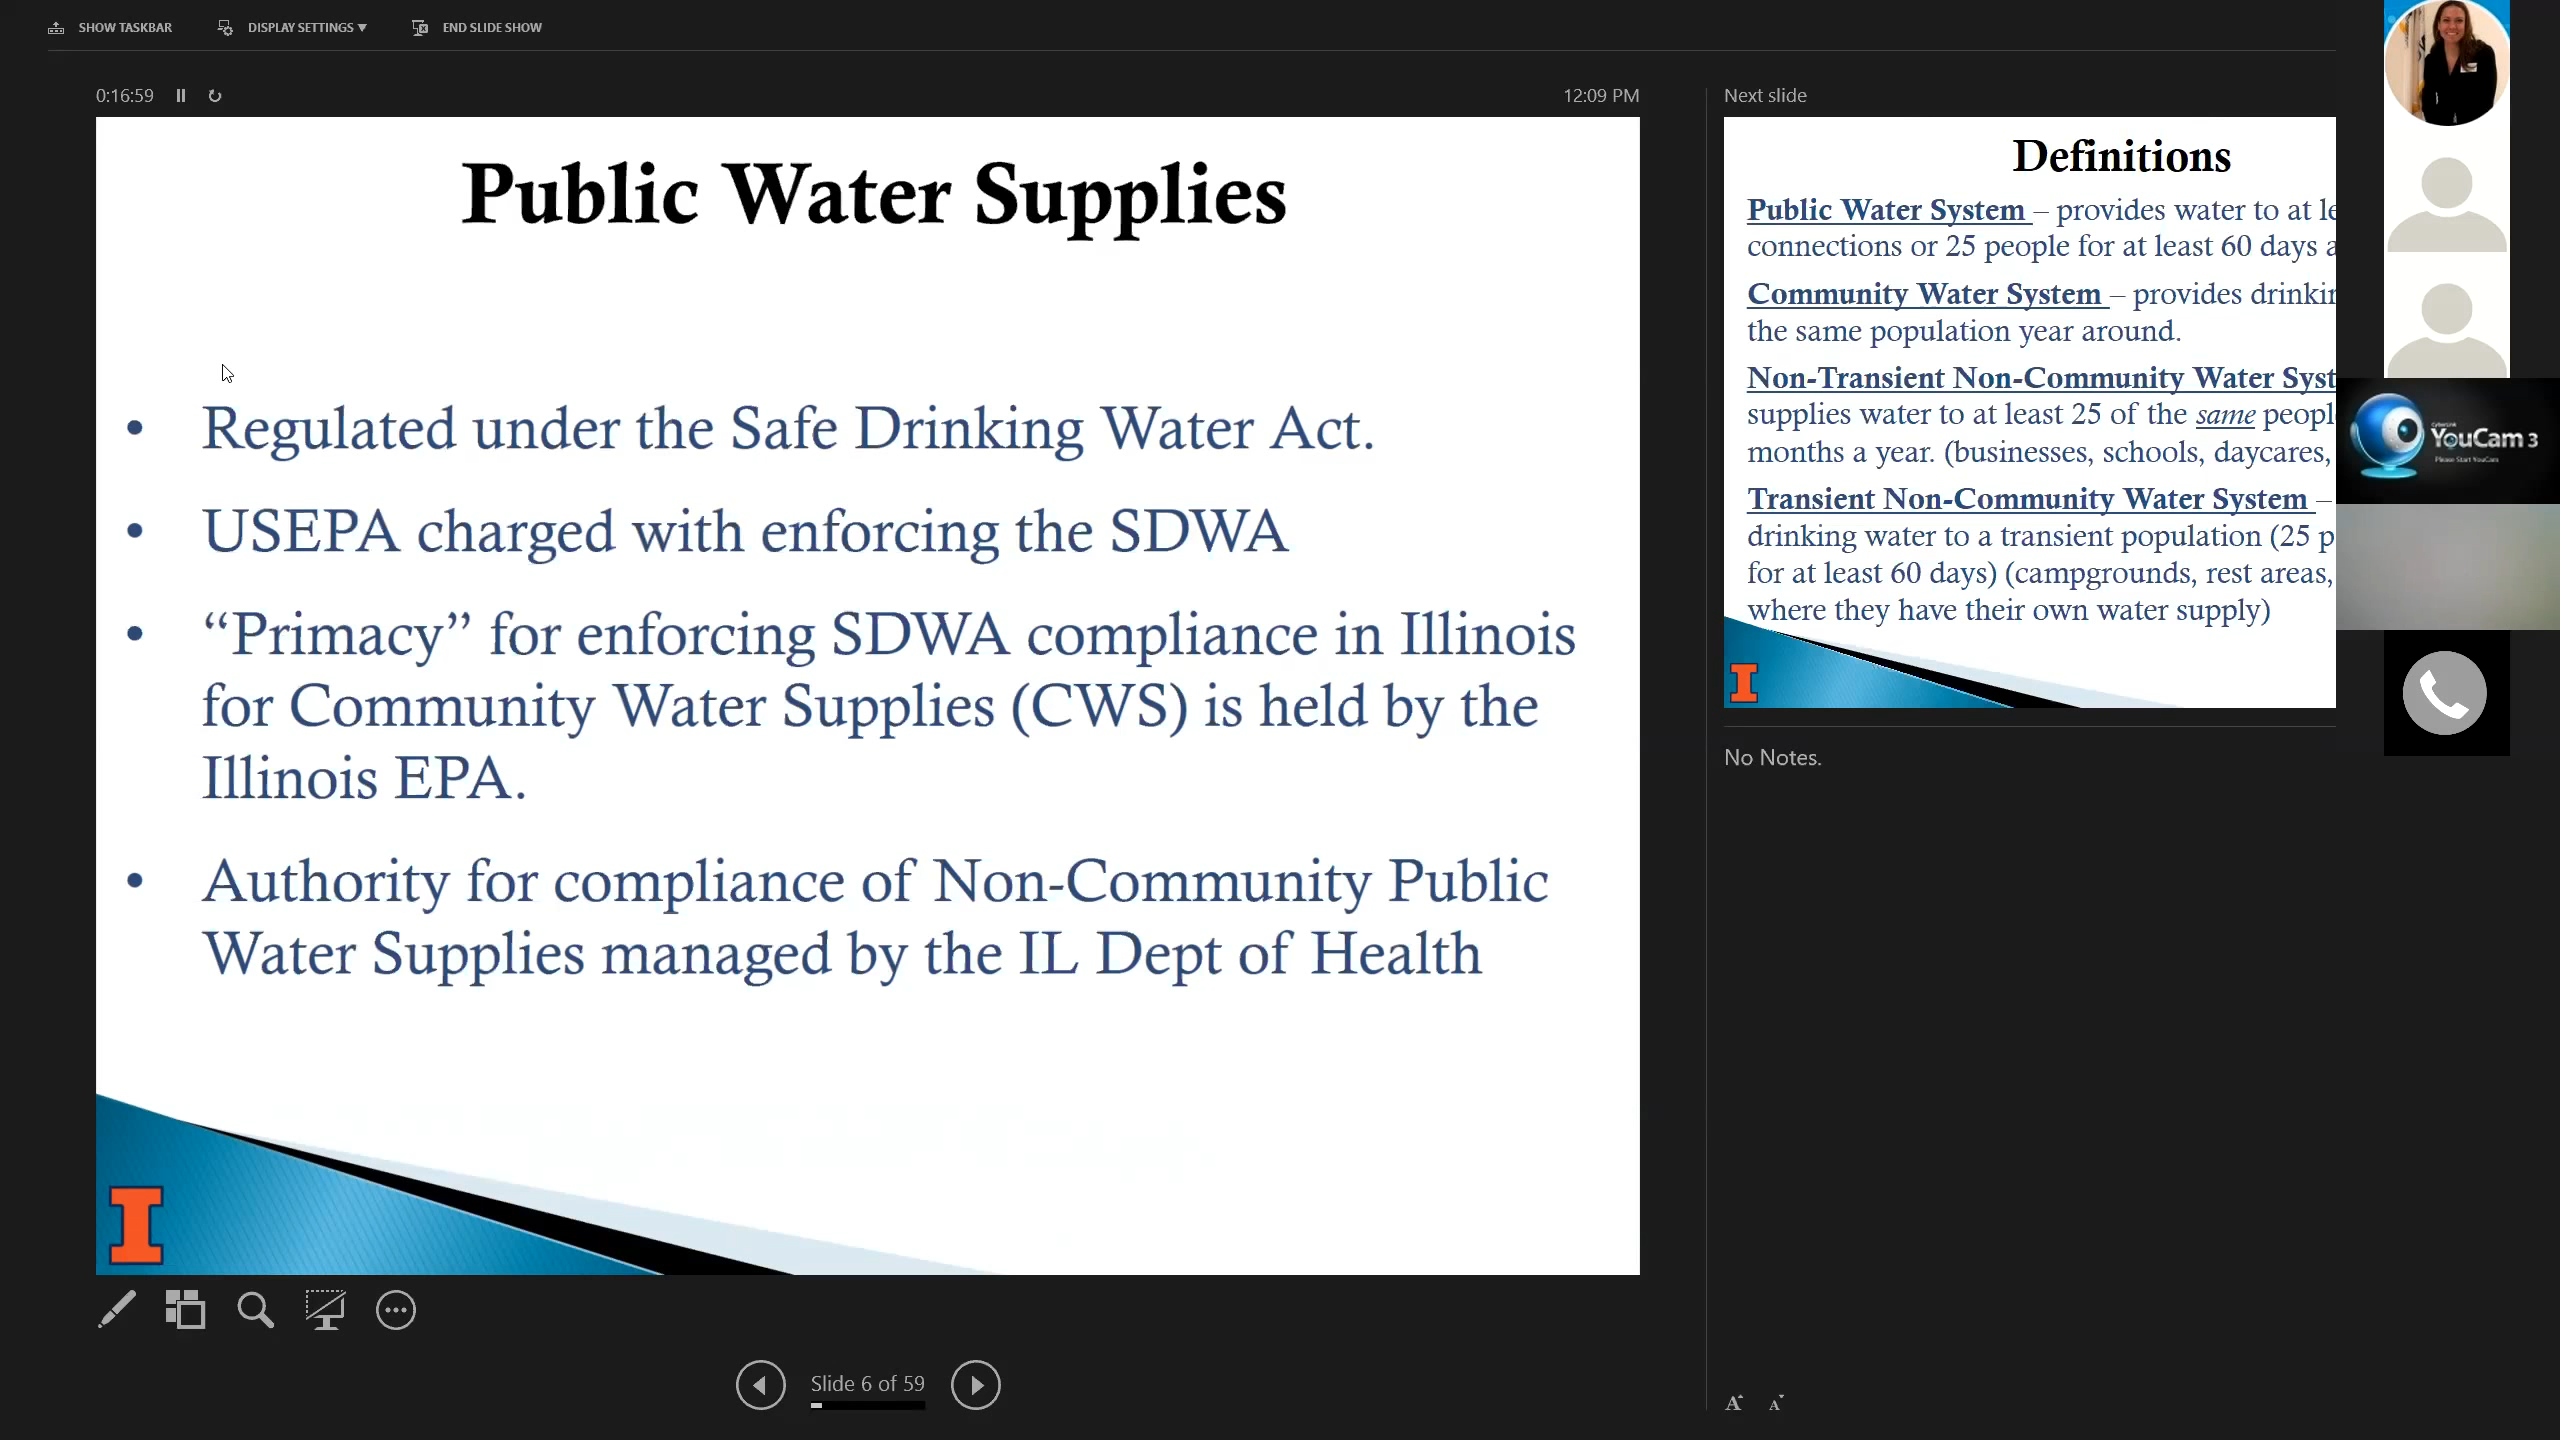 SHOW TASKBAR
DISPLAY SETTINGS
END SLIDE SHOW
0:16:59
12:09 PM
Public Water Supplies
• Regulated under the Safe Drinking Water Act.
• USEPA charged with enforcing the SDWA
• “Primacy” for enforcing SDWA compliance in Illinois
for Community Water Supplies (CWS) is held by the
Illinois EPA.
• Authority for compliance of Non-Community Public
Water Supplies managed by the IL Dept of Health
I
Slide 6 of 59
Next slide
Definitions
Public Water System – provides water to at le
connections or 25 people for at least 60 days a
Community Water System – provides drinkin
the same population year around.
Non-Transient Non-Community Water Syst
supplies water to at least 25 of the same peopl
months a year. (businesses, schools, daycares,
Transient Non-Community Water System –
drinking water to a transient population (25 p
for at least 60 days) (campgrounds, rest areas,
where they have their own water supply)
I
No Notes.
A A
CyberLink
YouCam 3
Please Start YouCam